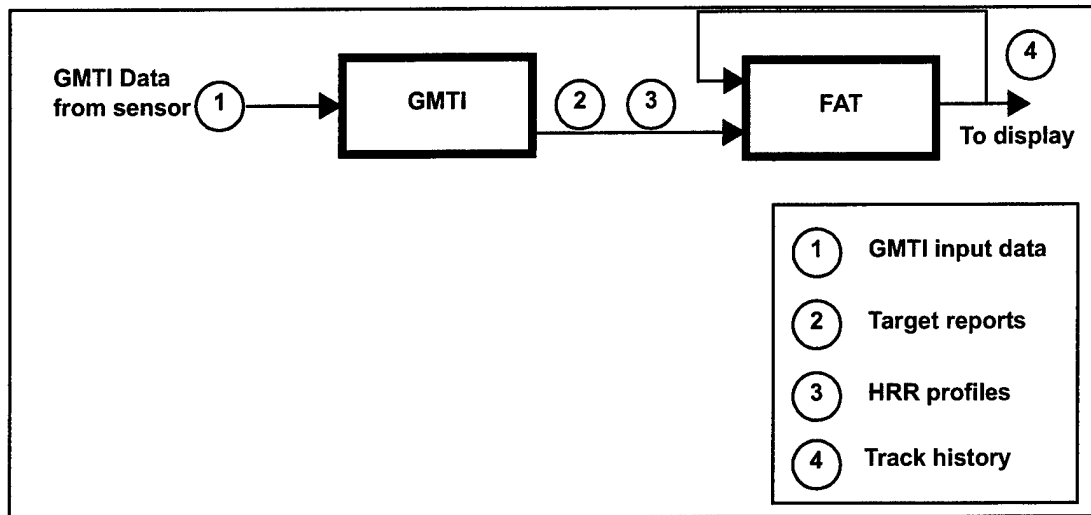 GMTI Data
from sensor 1
GMTI
2 3
FAT
4
To display
1 GMTI input data
2 Target reports
3 HRR profiles
4 Track history